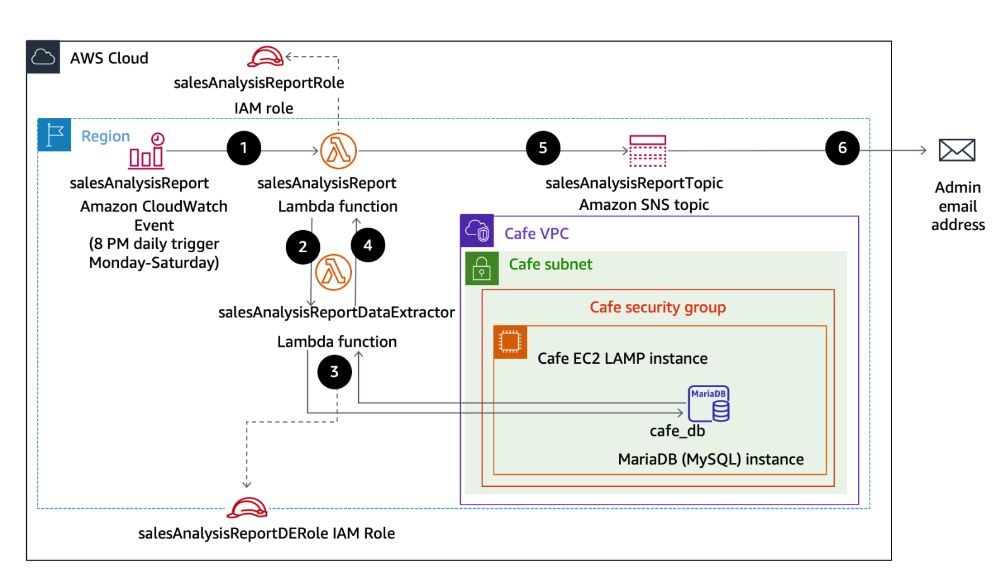 AWS Cloud
salesAnalysisReportRole
IAM role
Region
1
5
6
salesAnalysisReport
Amazon CloudWatch
Event
(8 PM daily trigger
Monday-Saturday)
salesAnalysisReport
Lambda function
salesAnalysisReportTopic
Amazon SNS topic
Admin
email
address
2
4
salesAnalysisReportDataExtractor
Lambda function
3
Cafe VPC
Cafe subnet
Cafe security group
Cafe EC2 LAMP instance
MariaDB
cafe_db
MariaDB (MySQL) instance
salesAnalysisReportDERole IAM Role